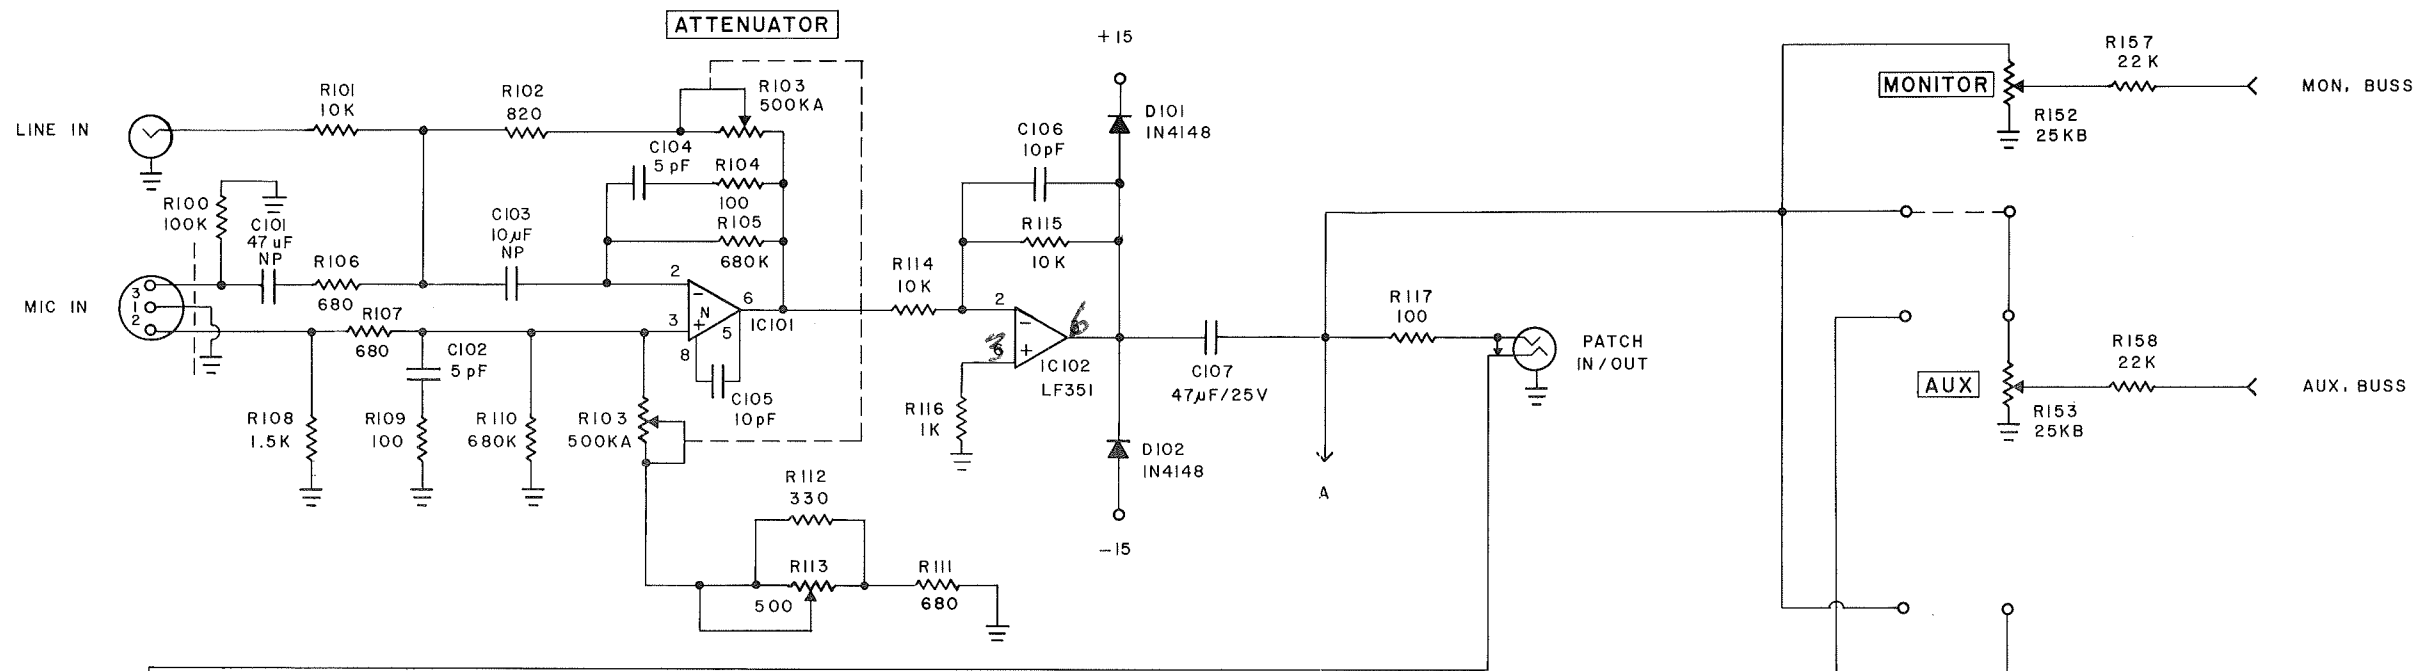 ATTENUATOR
+15
R157
22K
MONITOR
MON. BUSS
R152
25KB
LINE IN
R101
10K
R102
820
R103
500KA
D101
1N4148
C106
10pF
C104
5pF
R104
100
R105
680K
R100
100K
C101
47uF
NP
C103
10µF
NP
R115
10K
R106
680
R114
10K
MIC IN
3
1
2
R107
680
2
3
6
5
8
N
IC101
2
3
6
IC102
LF351
C107
47µF/25V
R117
100
PATCH
IN/OUT
R158
22K
AUX
AUX. BUSS
R153
25KB
C102
5pF
C105
10pF
R116
1K
R108
1.5K
R109
100
R110
680K
R103
500KA
D102
1N4148
A
-15
R112
330
R113
500
R111
680